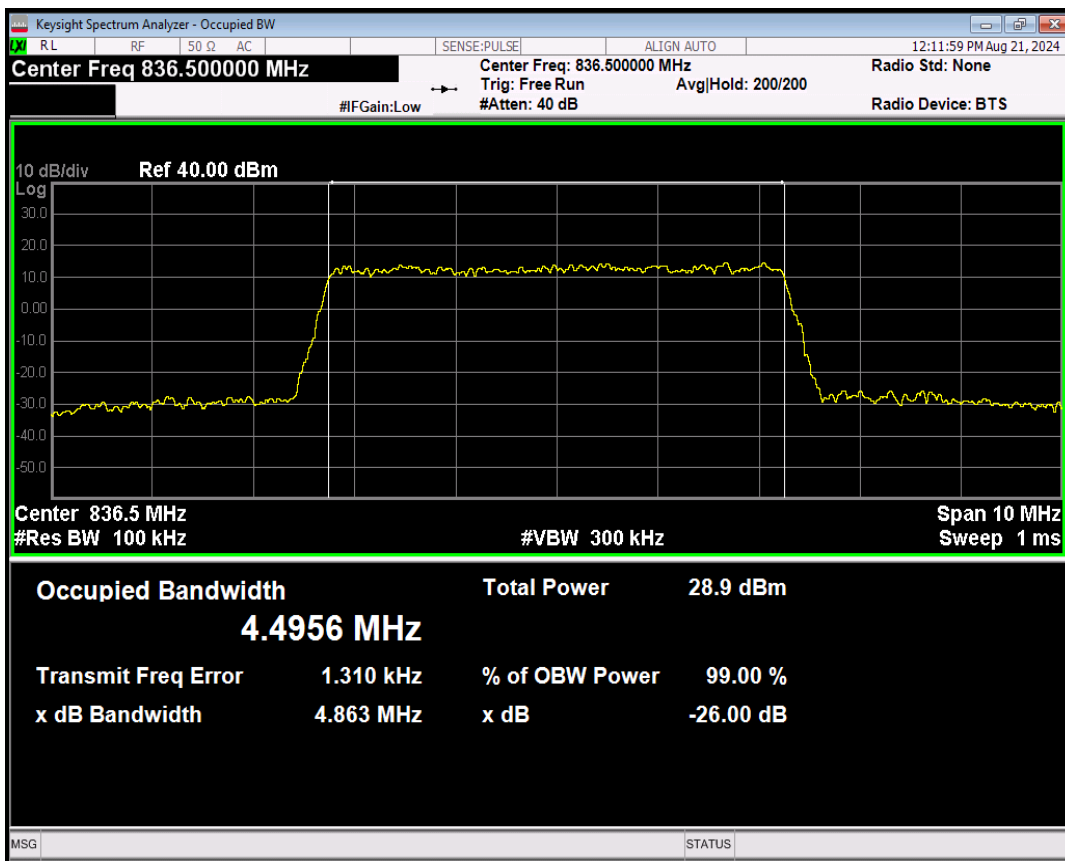 Keysight Spectrum Analyzer - Occupied BW
LXI RL RF 50 Ω AC SENSE:PULSE ALIGN AUTO 12:11:59 PM Aug 21, 2024
Center Freq 836.500000 MHz Center Freq: 836.500000 MHz Radio Std: None
Trig: Free Run Avg|Hold: 200/200
#IFGain:Low #Atten: 40 dB Radio Device: BTS
10 dB/div Ref 40.00 dBm
Log
30.0
20.0
10.0
0.00
-10.0
-20.0
-30.0
-40.0
-50.0
Center 836.5 MHz Span 10 MHz
#Res BW 100 kHz #VBW 300 kHz Sweep 1 ms
Occupied Bandwidth Total Power 28.9 dBm
4.4956 MHz
Transmit Freq Error 1.310 kHz % of OBW Power 99.00 %
x dB Bandwidth 4.863 MHz x dB -26.00 dB
MSG STATUS